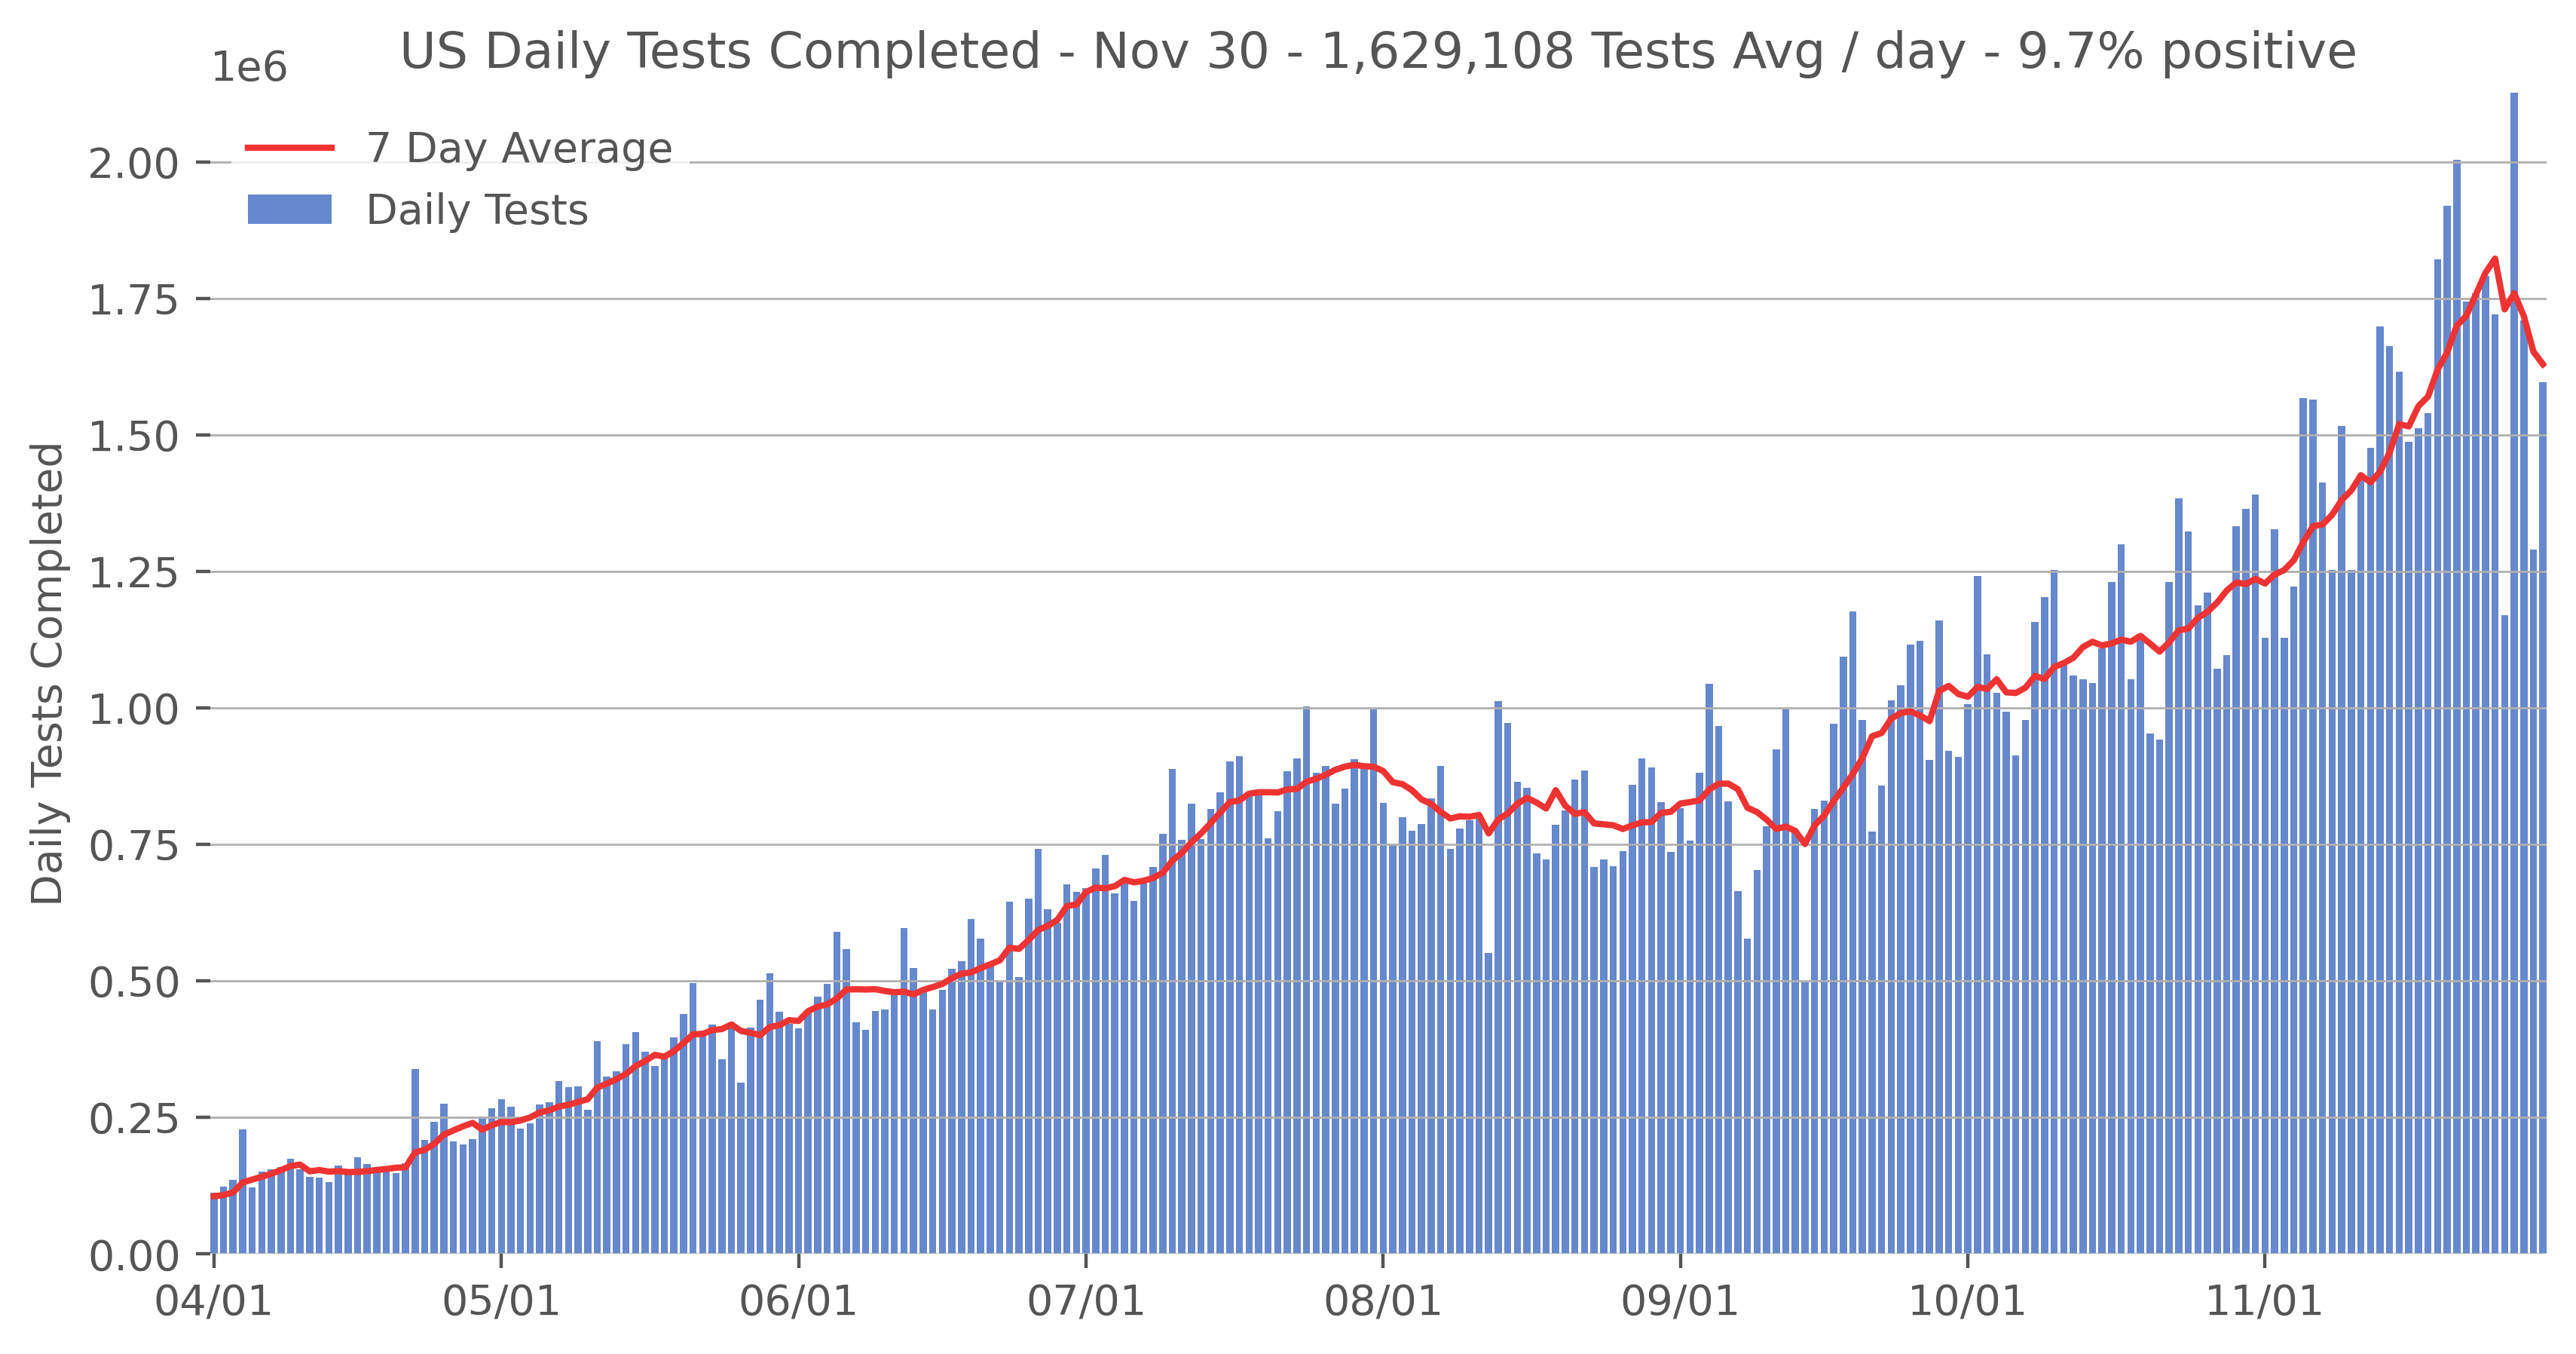 US Daily Tests Completed - Nov 30 - 1,629,108 Tests Avg / day - 9.7% positive
1e6
7 Day Average
Daily Tests
Daily Tests Completed
2.00
1.75
1.50
1.25
1.00
0.75
0.50
0.25
0.00
04/01 05/01 06/01 07/01 08/01 09/01 10/01 11/01